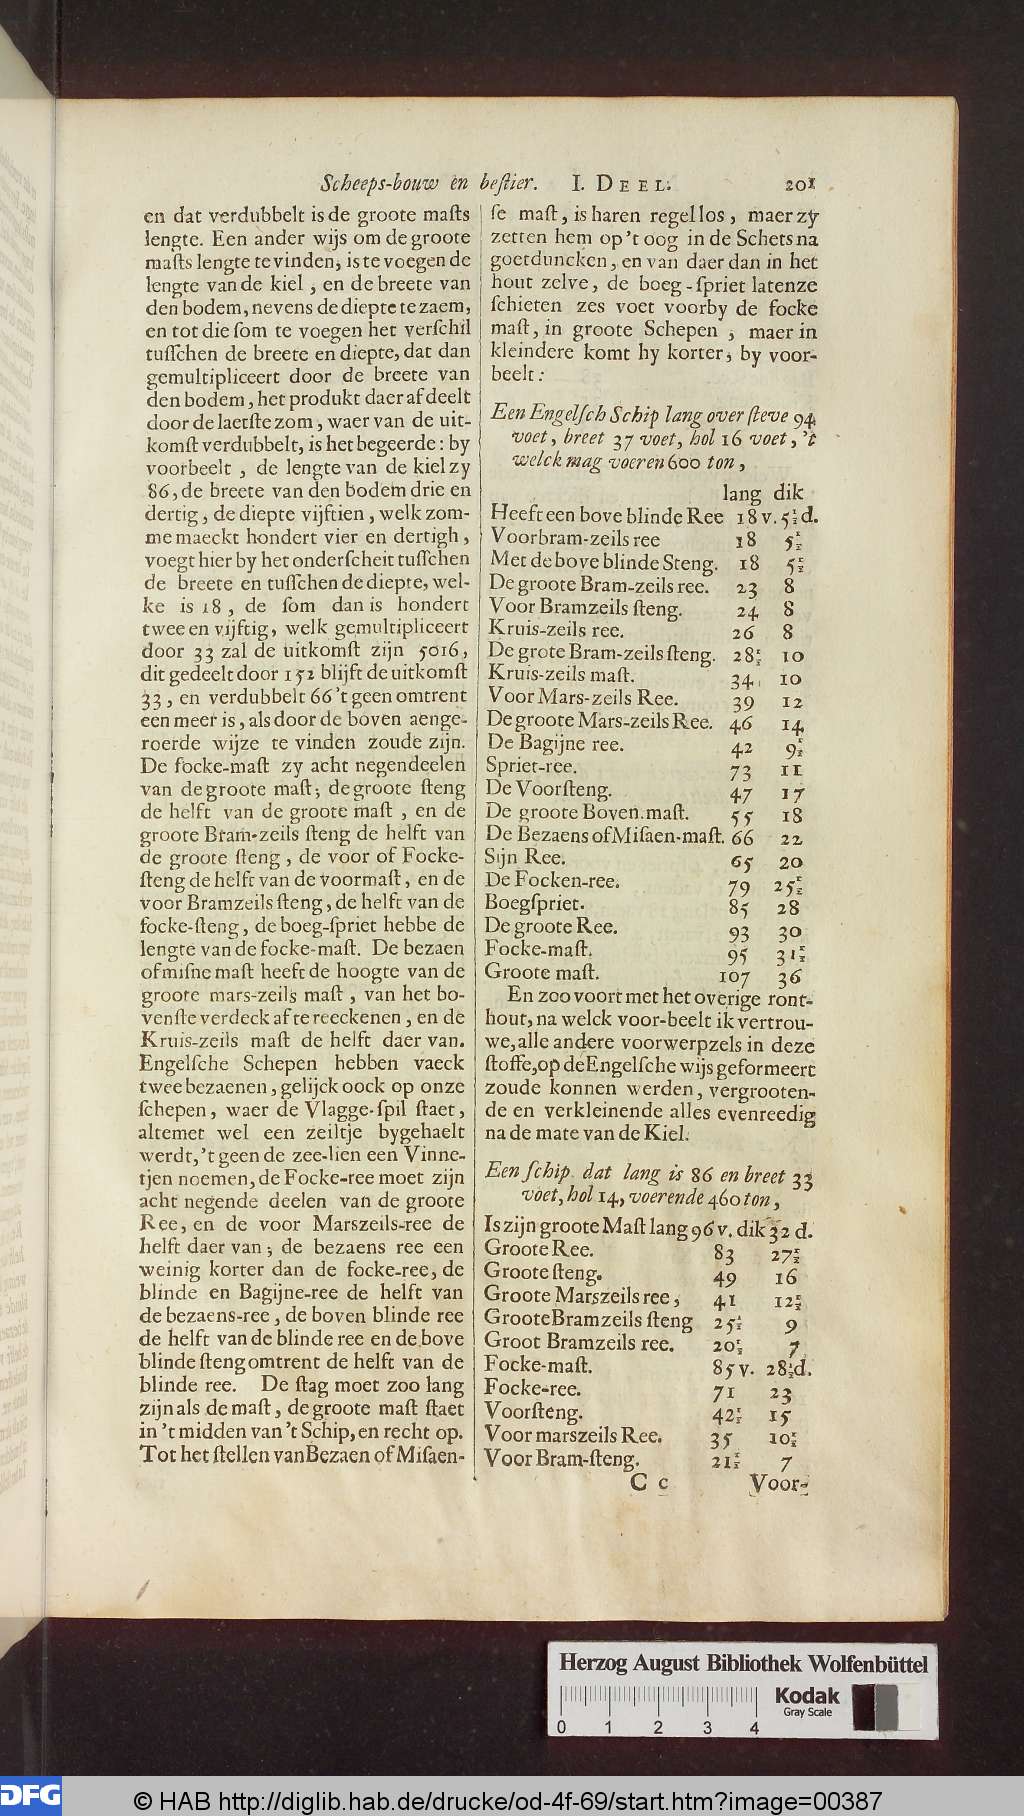 Scheeps-bouw en beſtier. I. DEEL. 201
en dat verdubbelt is de groote maſts
lengte. Een ander wijs om de groote
maſts lengte te vinden, is te voegen de
lengte van de kiel, en de breete van
den bodem, nevens de diepte te zaem,
en tot die ſom te voegen het verſchil
tuſſchen de breete en diepte, dat dan
gemultipliceert door de breete van
den bodem, het produkt daer af deelt
door de laetſte zom, waer van de uit-
komſt verdubbelt, is het begeerde: by
voorbeelt, de lengte van de kiel zy
86, de breete van den bodem drie en
dertig, de diepte vijftien, welk zom-
me maeckt hondert vier en dertigh,
voegt hier by het onderſcheit tuſſchen
de breete en tuſſchen de diepte, wel-
ke is 18, de ſom dan is hondert
twee en vijftig, welk gemultipliceert
door 33 zal de uitkomſt zijn 5016,
dit gedeelt door 152 blijft de uitkomſt
33, en verdubbelt 66 't geen omtrent
een meer is, als door de boven aenge-
roerde wijze te vinden zoude zijn.
De focke-maſt zy acht negendeelen
van de groote maſt; de groote ſteng
de helft van de groote maſt, en de
groote Bram-zeils ſteng de helft van
de groote ſteng, de voor of Focke-
ſteng de helft van de voormaſt, en de
voor Bramzeils ſteng, de helft van de
focke-ſteng, de boeg-ſpriet hebbe de
lengte van de focke-maſt. De bezaen
of miſne maſt heeft de hoogte van de
groote mars-zeils maſt, van het bo-
venſte verdeck af te reeckenen, en de
Kruis-zeils maſt de helft daer van.
Engelſche Schepen hebben vaeck
twee bezaenen, gelijck oock op onze
ſchepen, waer de Vlagge-ſpil ſtaet,
altemet wel een zeiltje bygehaelt
werdt, 't geen de zee-lien een Vinne-
tjen noemen, de Focke-ree moet zijn
acht negende deelen van de groote
Ree, en de voor Marszeils-ree de
helft daer van; de bezaens ree een
weinig korter dan de focke-ree, de
blinde en Bagijne-ree de helft van
de bezaens-ree, de boven blinde ree
de helft van de blinde ree en de bove
blinde ſteng omtrent de helft van de
blinde ree. De ſtag moet zoo lang
zijn als de maſt, de groote maſt ſtaet
in 't midden van 't Schip, en recht op.
Tot het ſtellen van Bezaen of Miſaen-
ſe maſt, is haren regel los, maer zy
zetten hem op 't oog in de Schets na
goetduncken, en van daer dan in het
hout zelve, de boeg-ſpriet laten ze
ſchieten zes voet voorby de focke
maſt, in groote Schepen, maer in
kleindere komt hy korter, by voor-
beelt:
Een Engelſch Schip lang over ſteve 94
voet, breet 37 voet, hol 16 voet, 't
welck mag voeren 600 ton,
lang dik
Heeft een bove blinde Ree 18 v. 5½ d.
Voorbram-zeils ree 18 5½
Met de bove blinde Steng. 18 5½
De groote Bram-zeils ree. 23 8
Voor Bramzeils ſteng. 24 8
Kruis-zeils ree. 26 8
De grote Bram-zeils ſteng. 28½ 10
Kruis-zeils maſt. 34 10
Voor Mars-zeils Ree. 39 12
De groote Mars-zeils Ree. 46 14
De Bagijne ree. 42 9½
Spriet-ree. 73 11
De Voorſteng. 47 17
De groote Boven maſt. 55 18
De Bezaens of Miſaen-maſt. 66 22
Sijn Ree. 65 20
De Focken-ree. 79 25½
Boegſpriet. 85 28
De groote Ree. 93 30
Focke-maſt. 95 31½
Groote maſt. 107 36
En zoo voort met het overige ront-
hout, na welck voor-beelt ik vertrou-
we, alle andere voorwerpzels in deze
ſtoffe, op de Engelſche wijs geformeert
zoude konnen werden, vergrooten-
de en verkleinende alles evenreedig
na de mate van de Kiel.
Een ſchip dat lang is 86 en breet 33
voet, hol 14, voerende 460 ton,
Is zijn groote Maſt lang 96 v. dik 32 d.
Groote Ree. 83 27½
Groote ſteng. 49 16
Groote Marszeils ree, 41 12½
Groote Bramzeils ſteng 25½ 9
Groot Bramzeils ree. 20½ 7
Focke-maſt. 85 v. 28½ d.
Focke-ree. 71 23
Voorſteng. 42½ 15
Voor marszeils Ree. 35 10½
Voor Bram-ſteng. 21½ 7
C c Voor-
Herzog August Bibliothek Wolfenbüttel
Kodak
Gray Scale
0 1 2 3 4
DFG
© HAB http://diglib.hab.de/drucke/od-4f-69/start.htm?image=00387